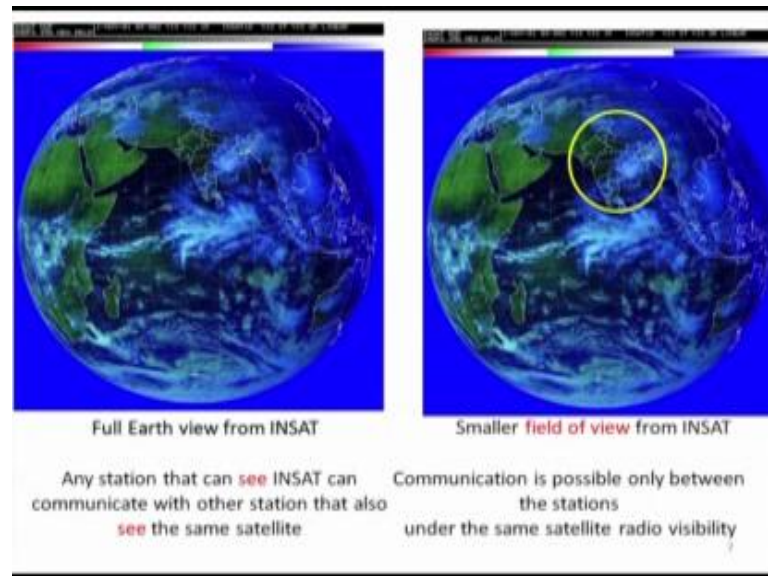 Full Earth view from INSAT
Any station that can see INSAT can
communicate with other station that also
see the same satellite
Smaller field of view from INSAT
Communication is possible only between
the stations
under the same satellite radio visibility